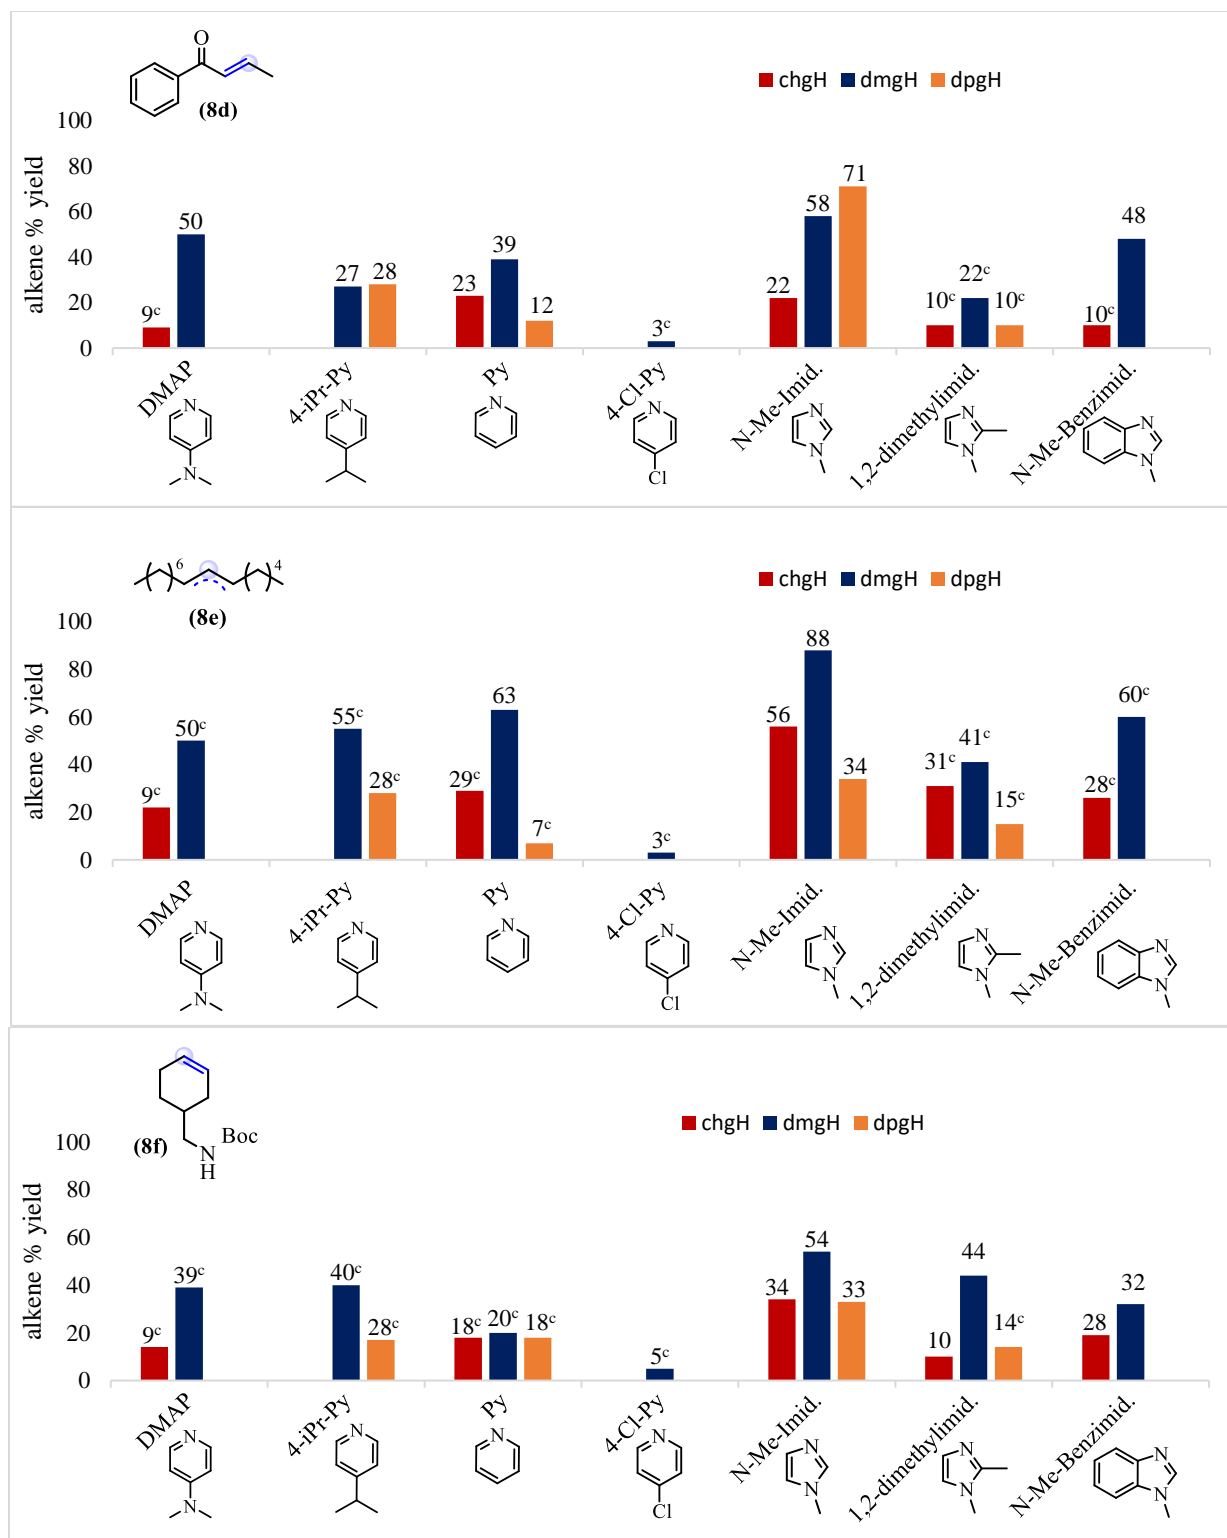 O
(8d)
chgH dmgH dpgH
alkene % yield
100
80
60
40
20
0
9c 50 27 28 23 39 12 3c 22 58 71 10c 22c 10c 10c 48
DMAP 4-iPr-Py Py 4-Cl-Py N-Me-Imid. 1,2-dimethylimid. N-Me-Benzimid.
N N N N N N N
N Cl N N N
6 4
(8e)
chgH dmgH dpgH
alkene % yield
100
80
60
40
20
0
9c 50c 55c 28c 29c 63 7c 3c 56 88 34 31c 41c 15c 28c 60c
DMAP 4-iPr-Py Py 4-Cl-Py N-Me-Imid. 1,2-dimethylimid. N-Me-Benzimid.
N N N N N N N
N Cl N N N
(8f)
Boc
N
H
chgH dmgH dpgH
alkene % yield
100
80
60
40
20
0
9c 39c 40c 28c 18c 20c 18c 5c 34 54 33 10 44 14c 28 32
DMAP 4-iPr-Py Py 4-Cl-Py N-Me-Imid. 1,2-dimethylimid. N-Me-Benzimid.
N N N N N N N
N Cl N N N